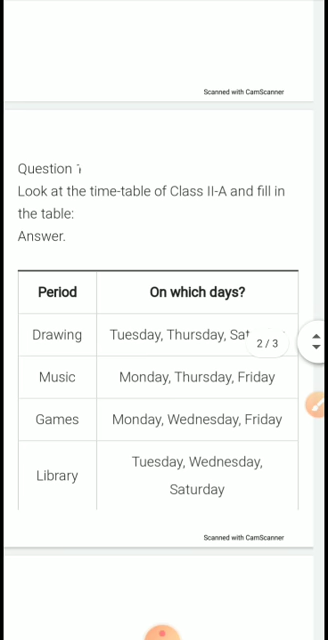 Scanned with CamScanner
Question 1
Look at the time-table of Class II-A and fill in
the table:
Answer.
Period On which days?
Drawing Tuesday, Thursday,
2 / 3
Music Monday, Thursday, Friday
Games Monday, Wednesday, Friday
Tuesday, Wednesday,
Library
Saturday
Scanned with CamScanner